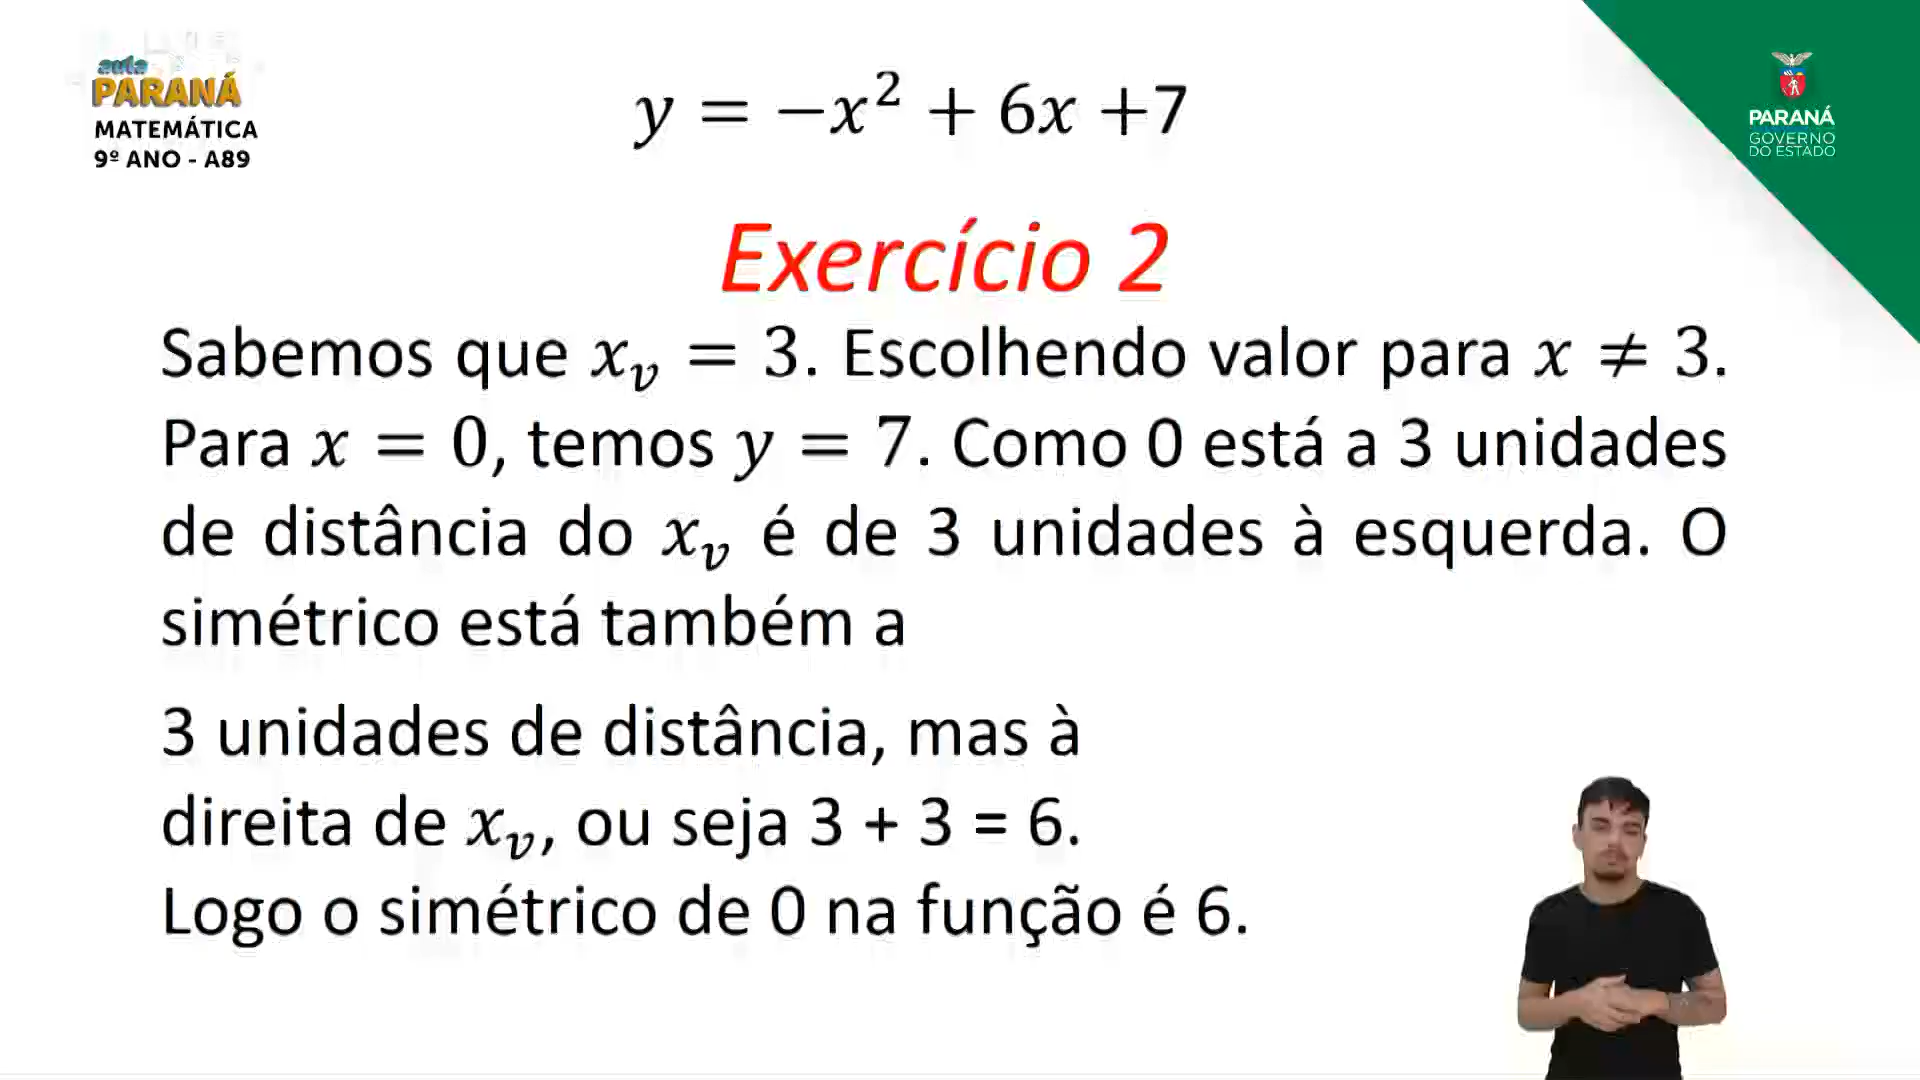 aula
PARANÁ
MATEMÁTICA
9º ANO - A89
y = −x² + 6x +7
PARANÁ
GOVERNO
DO ESTADO
Exercício 2
Sabemos que xᵥ = 3. Escolhendo valor para x ≠ 3.
Para x = 0, temos y = 7. Como 0 está a 3 unidades
de distância do xᵥ é de 3 unidades à esquerda. O
simétrico está também a
3 unidades de distância, mas à
direita de xᵥ, ou seja 3 + 3 = 6.
Logo o simétrico de 0 na função é 6.